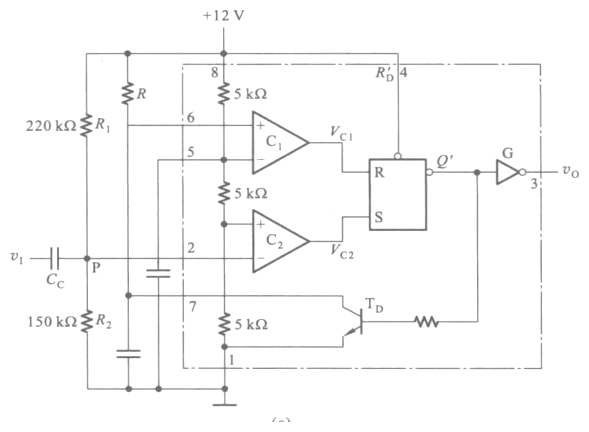 +12 V
8
R'D
4
R
5 kΩ
220 kΩ
R1
6
+
C1
VC1
5
−
R
Q'
G
vO
3
5 kΩ
S
2
+
C2
VC2
−
vI
CC
P
7
TD
150 kΩ
R2
5 kΩ
1